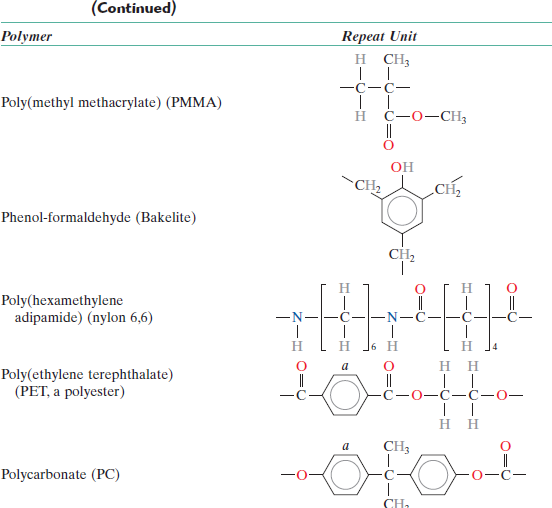 (Continued)
Polymer Repeat Unit
H CH3
—C—C—
Poly(methyl methacrylate) (PMMA)
H C—O—CH3
O
OH
CH2 CH2
Phenol-formaldehyde (Bakelite)
CH2
H O H O
Poly(hexamethylene
adipamide) (nylon 6,6)
—N—C—N—C—C—C—
H H 6 H H 4
O a O H H
Poly(ethylene terephthalate)
(PET, a polyester)
—C—C—O—C—C—O—
H H
a CH3 O
Polycarbonate (PC)
—O—C—O—C—
CH3